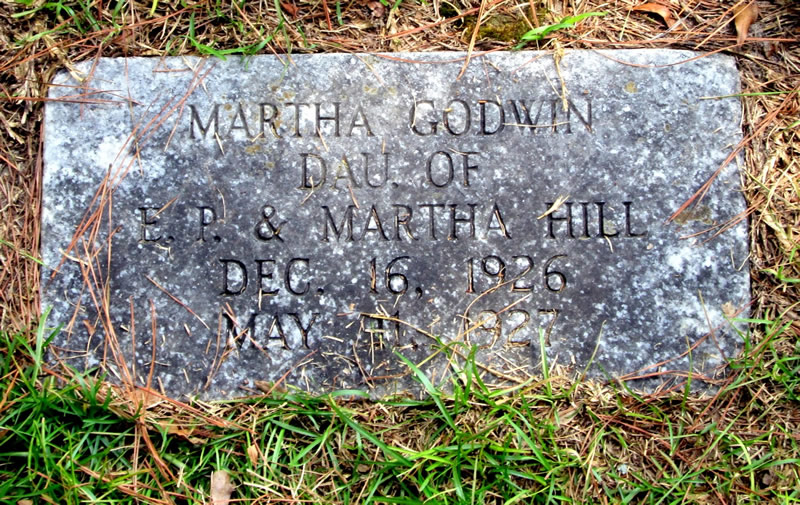 MARTHA GODWIN
DAU. OF
E. P. & MARTHA HILL
DEC. 16, 1926
MAY 1927